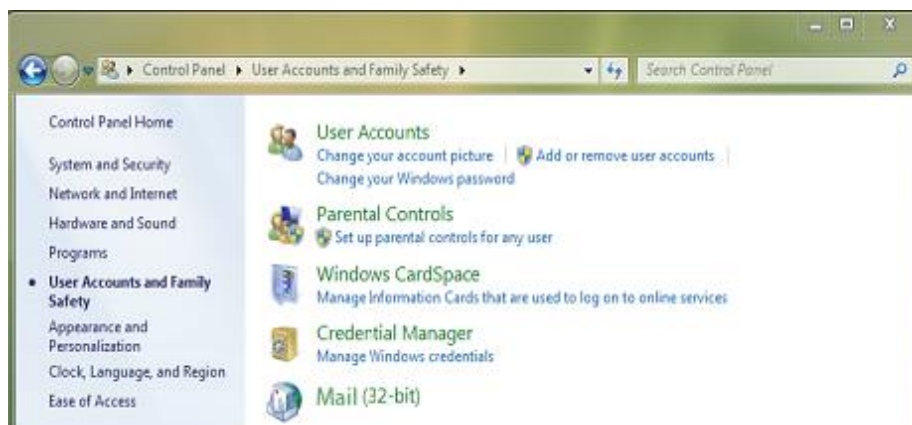 Control Panel User Accounts and Family Safety Search Control Panel
Control Panel Home
System and Security
Network and Internet
Hardware and Sound
Programs
User Accounts and Family
Safety
Appearance and
Personalization
Clock, Language, and Region
Ease of Access
User Accounts
Change your account picture Add or remove user accounts
Change your Windows password
Parental Controls
Set up parental controls for any user
Windows CardSpace
Manage Information Cards that are used to log on to online services
Credential Manager
Manage Windows credentials
Mail (32-bit)